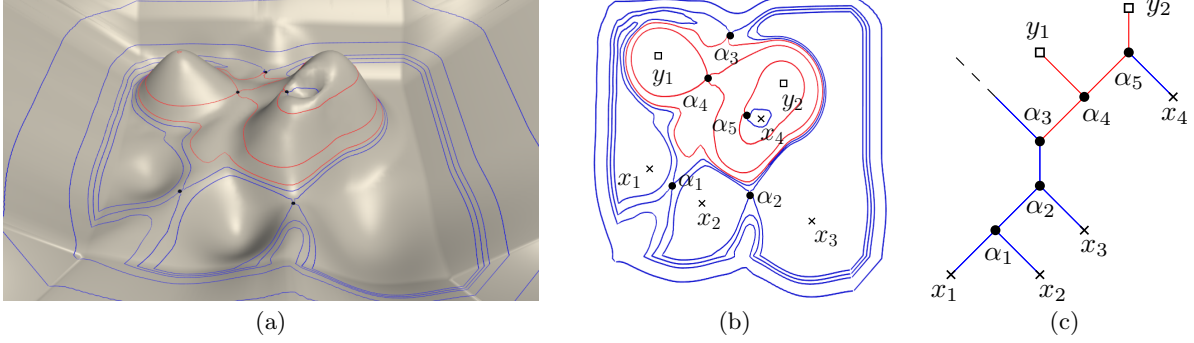 α₃
y₁
α₄
y₂
α₅
x₄
x₁
α₁
x₂
α₂
x₃
y₂
y₁
α₅
α₃
α₄
x₄
α₂
α₁
x₃
x₁
x₂
(a)
(b)
(c)